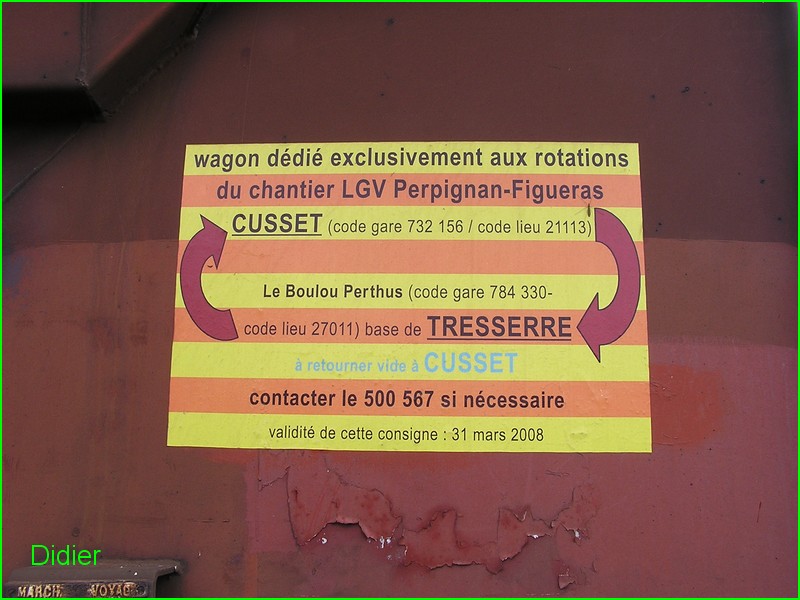 wagon dédié exclusivement aux rotations
du chantier LGV Perpignan-Figueras
CUSSET (code gare 732 156 / code lieu 21113)
Le Boulou Perthus (code gare 784 330-
code lieu 27011) base de TRESSERRE
à retourner vide à CUSSET
contacter le 500 567 si nécessaire
validité de cette consigne : 31 mars 2008
Didier
MARCH. VOYAG.